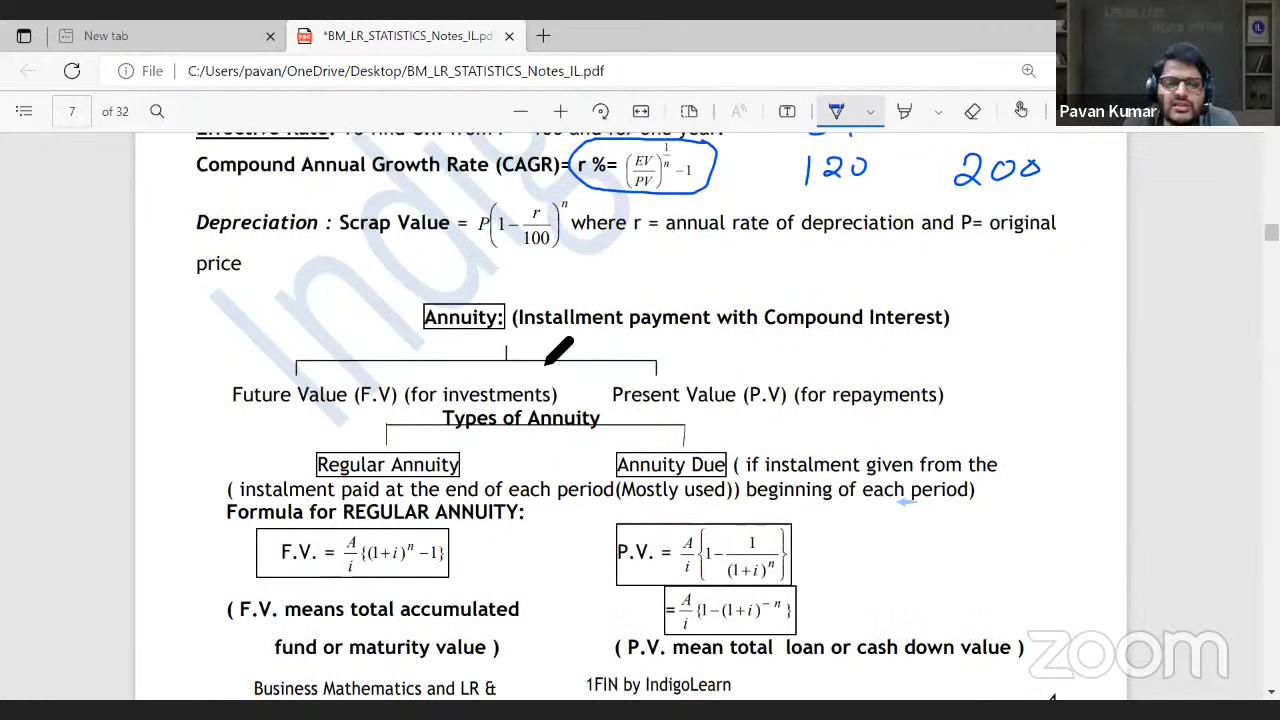 New tab
*BM_LR_STATISTICS_Notes_IL.pd
File C:/Users/pavan/OneDrive/Desktop/BM_LR_STATISTICS_Notes_IL.pdf
7 of 32
Pavan Kumar
Compound Annual Growth Rate (CAGR)= r %= (EV/PV)^(1/n) −1
120 200
Depreciation : Scrap Value = P(1 − r/100)^n where r = annual rate of depreciation and P= original
price
Annuity: (Installment payment with Compound Interest)
Future Value (F.V) (for investments) Present Value (P.V) (for repayments)
Types of Annuity
Regular Annuity Annuity Due ( if instalment given from the
( instalment paid at the end of each period(Mostly used)) beginning of each period)
Formula for REGULAR ANNUITY:
F.V. = A/i {(1+i)^n −1} P.V. = A/i {1 − 1/(1+i)^n}
= A/i {1−(1+i)^−n}
( F.V. means total accumulated
fund or maturity value ) ( P.V. mean total loan or cash down value )
zoom
Business Mathematics and LR & 1FIN by IndigoLearn